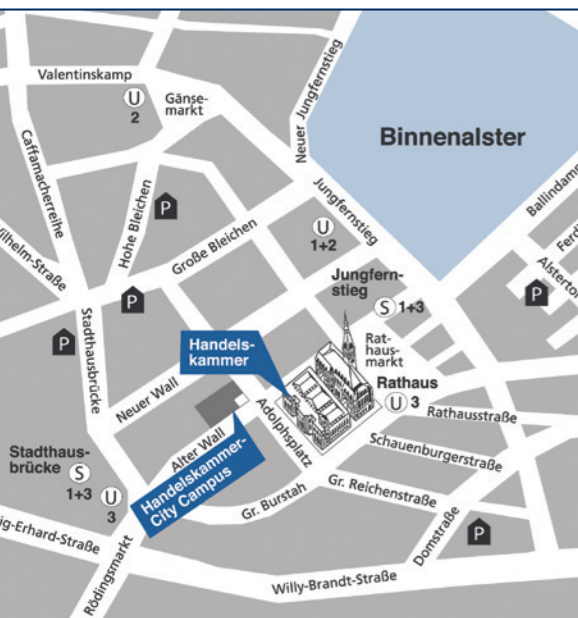 Valentinskamp
U
2
Gänse-
markt
Neuer Jungfernstieg
Binnenalster
Caffamacherreihe
Hohe Bleichen
P
Große Bleichen
Jungfernstieg
U
1+2
Ballindamm
ilhelm-Straße
Jungfern-
stieg
S 1+3
P
P
P
Stadthausbrücke
Handels-
kammer
Rat-
haus-
markt
Rathaus
U 3
Neuer Wall
Rathausstraße
Adolphsplatz
Alter Wall
Schauenburgerstraße
Stadthaus-
brücke
S
1+3
U
3
Handelskammer-
City Campus
Gr. Burstah
Gr. Reichenstraße
Domstraße
P
ig-Erhard-Straße
Rödingsmarkt
Willy-Brandt-Straße